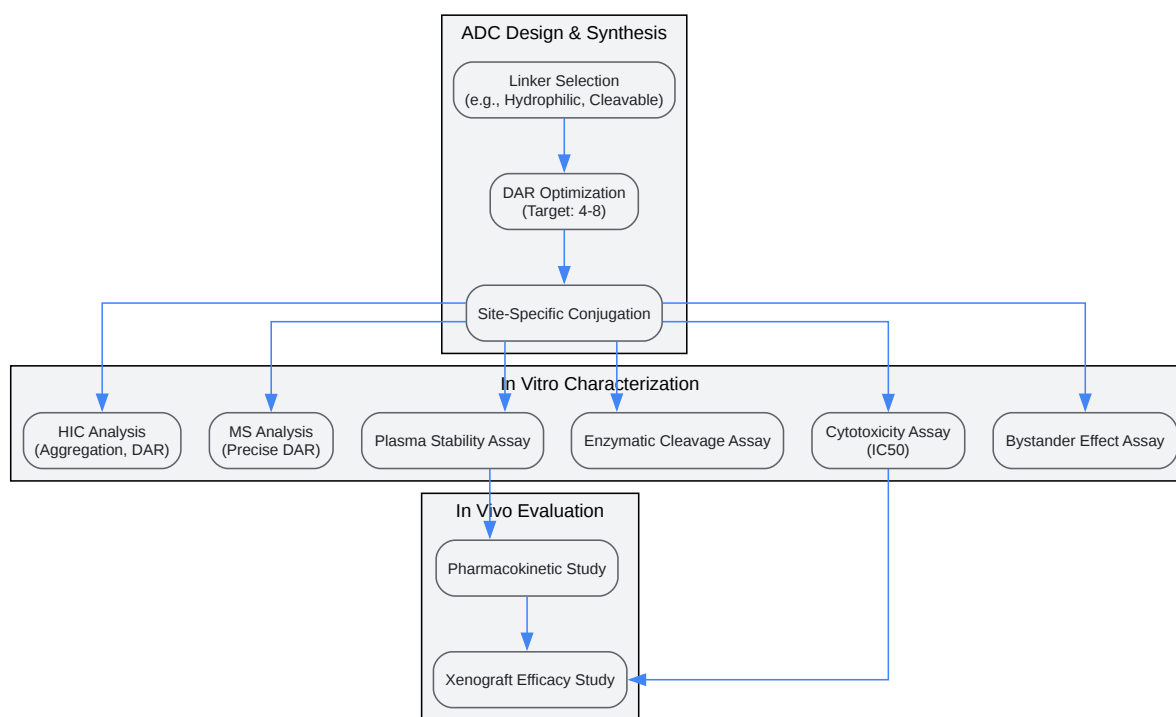 ADC Design & Synthesis
Linker Selection
(e.g., Hydrophilic, Cleavable)
DAR Optimization
(Target: 4-8)
Site-Specific Conjugation
In Vitro Characterization
HIC Analysis
(Aggregation, DAR)
MS Analysis
(Precise DAR)
Plasma Stability Assay
Enzymatic Cleavage Assay
Cytotoxicity Assay
(IC50)
Bystander Effect Assay
In Vivo Evaluation
Pharmacokinetic Study
Xenograft Efficacy Study